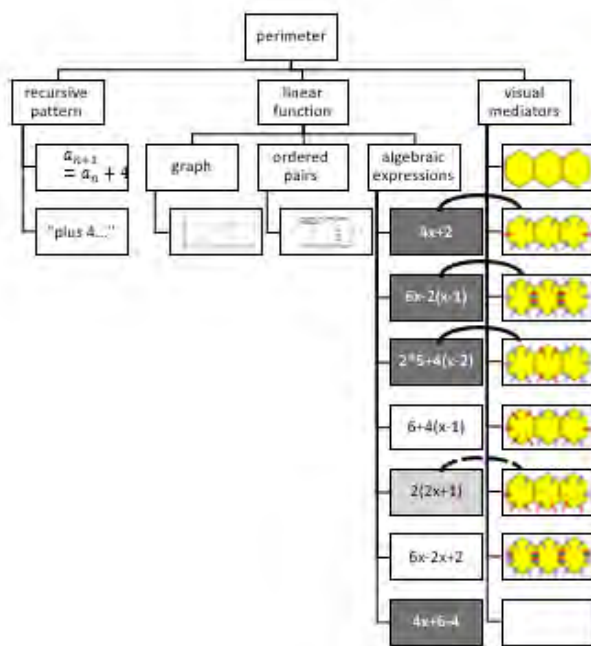 perimeter
recursive
pattern
linear
function
visual
mediators
aₙ₊₁
= aₙ + 4
"plus 4..."
graph
ordered
pairs
algebraic
expressions
4x+2
6x-2(x-1)
2*5+4(x-2)
6+4(x-1)
2(2x+1)
6x-2x+2
4x+6-4